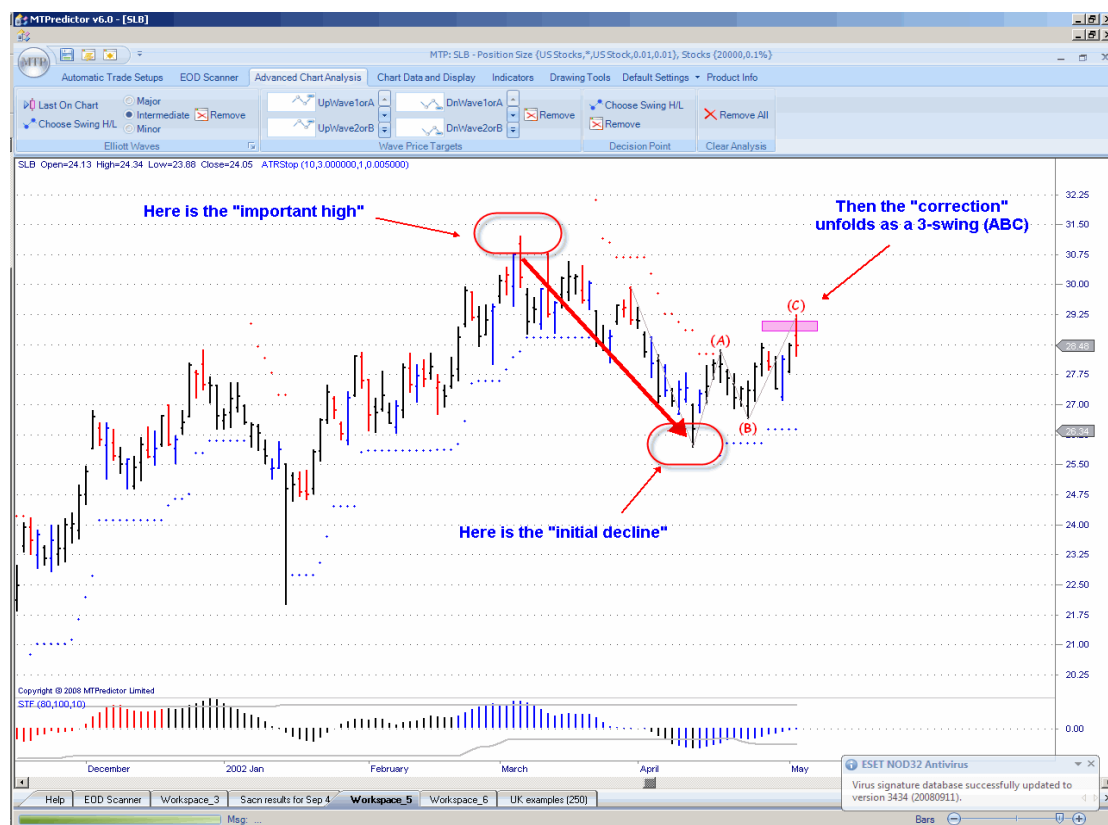 MTPredictor v6.0 - [SLB]
MTP
MTP: SLB - Position Size {US Stocks,*,US Stock,0.01,0.01}, Stocks {20000,0.1%}
Automatic Trade Setups EOD Scanner Advanced Chart Analysis Chart Data and Display Indicators Drawing Tools Default Settings Product Info
Last On Chart
Choose Swing H/L
Major
Intermediate
Minor
Remove
Elliott Waves
UpWave1orA
UpWave2orB
DnWave1orA
DnWave2orB
Remove
Wave Price Targets
Choose Swing H/L
Remove
Decision Point
Remove All
Clear Analysis
SLB Open=24.13 High=24.34 Low=23.88 Close=24.05 ATRStop (10,3.000000,1,0.005000)
Here is the "important high"
Then the "correction"
unfolds as a 3-swing (ABC)
(A)
(B)
(C)
Here is the "initial decline"
32.25
31.50
30.75
30.00
29.25
28.48
27.75
27.00
26.34
25.50
24.75
24.00
23.25
22.50
21.75
21.00
20.25
Copyright © 2008 MTPredictor Limited
STF (80,100,10)
0.00
December 2002 Jan February March April May
ESET NOD32 Antivirus
Virus signature database successfully updated to
version 3434 (20080911).
Help EOD Scanner Workspace_3 Sacn results for Sep 4 Workspace_5 Workspace_6 UK examples (250)
Msg: ...
Bars